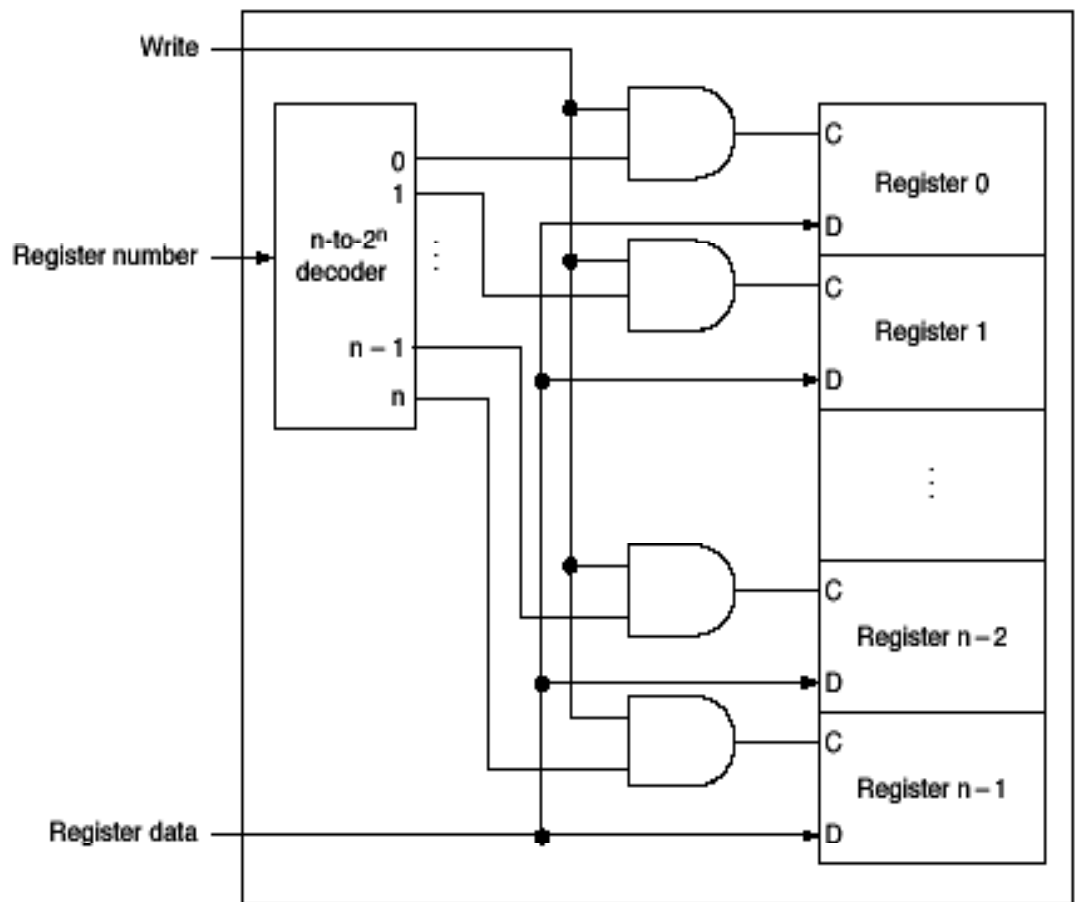 Write
C
0
Register 0
1
D
n-to-2ⁿ
decoder
Register number
C
Register 1
n – 1
D
n
C
Register n – 2
D
C
Register n – 1
Register data
D